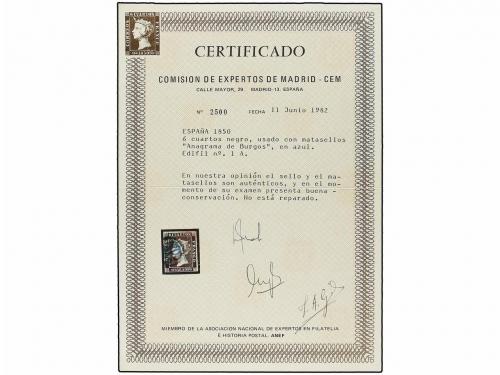 CERTIFICADO
COMISION DE EXPERTOS DE MADRID - CEM
CALLE MAYOR, 29 MADRID-13. ESPAÑA
Nº 2500 FECHA 11 Junio 1982
ESPAÑA 1850
6 cuartos negro, usado con matasellos
"Anagrama de Burgos", en azul.
Edifil nº. 1 A.
En nuestra opinión el sello y el ma-
tasellos son auténticos, y en el mo-
mento de su examen presenta buena -
conservación. No está reparado.
MIEMBRO DE LA ASOCIACION NACIONAL DE EXPERTOS EN FILATELIA
E HISTORIA POSTAL. ANEF